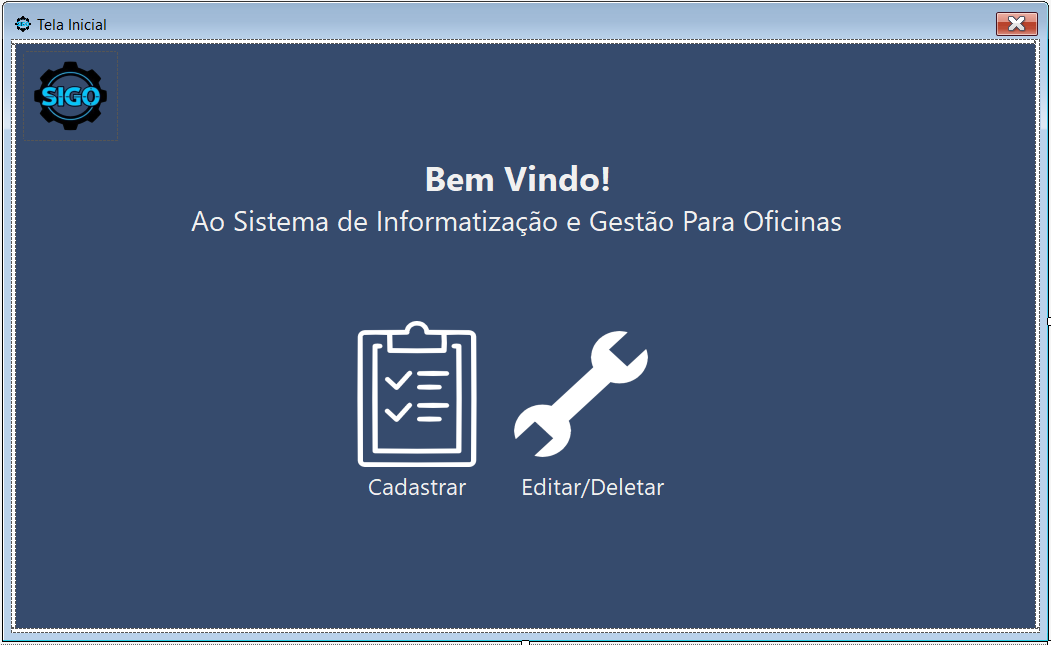 Tela Inicial
SIGO
Bem Vindo!
Ao Sistema de Informatização e Gestão Para Oficinas
Cadastrar
Editar/Deletar